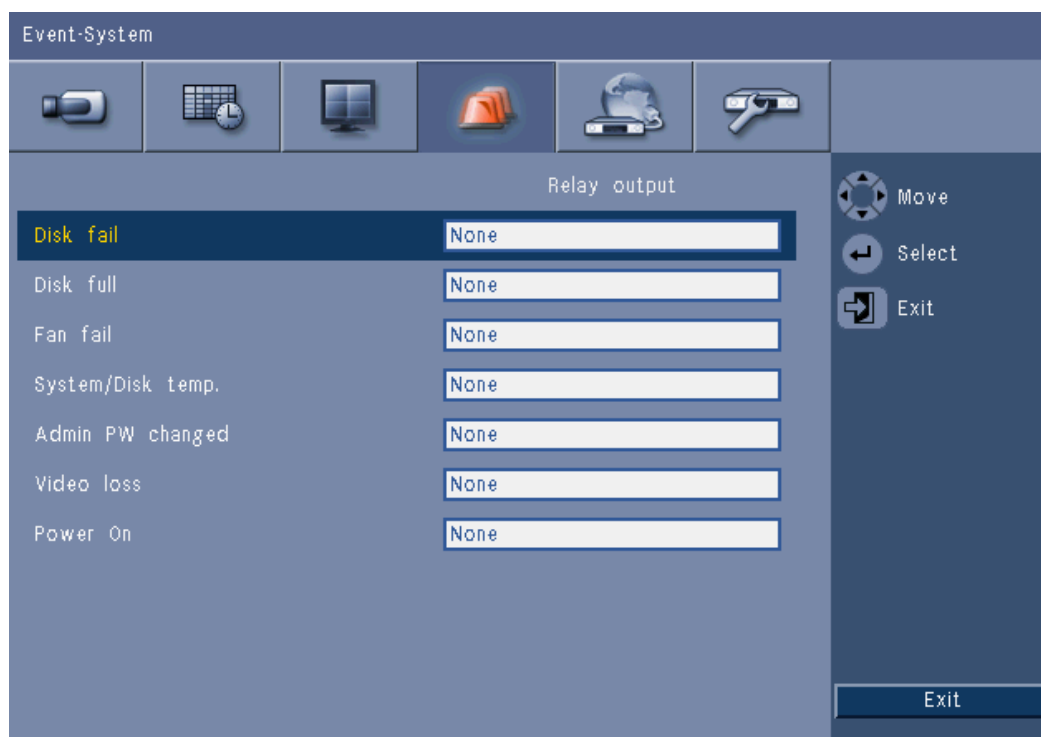 Event-System
Relay output
Disk fail None
Disk full None
Fan fail None
System/Disk temp. None
Admin PW changed None
Video loss None
Power On None
Move
Select
Exit
Exit